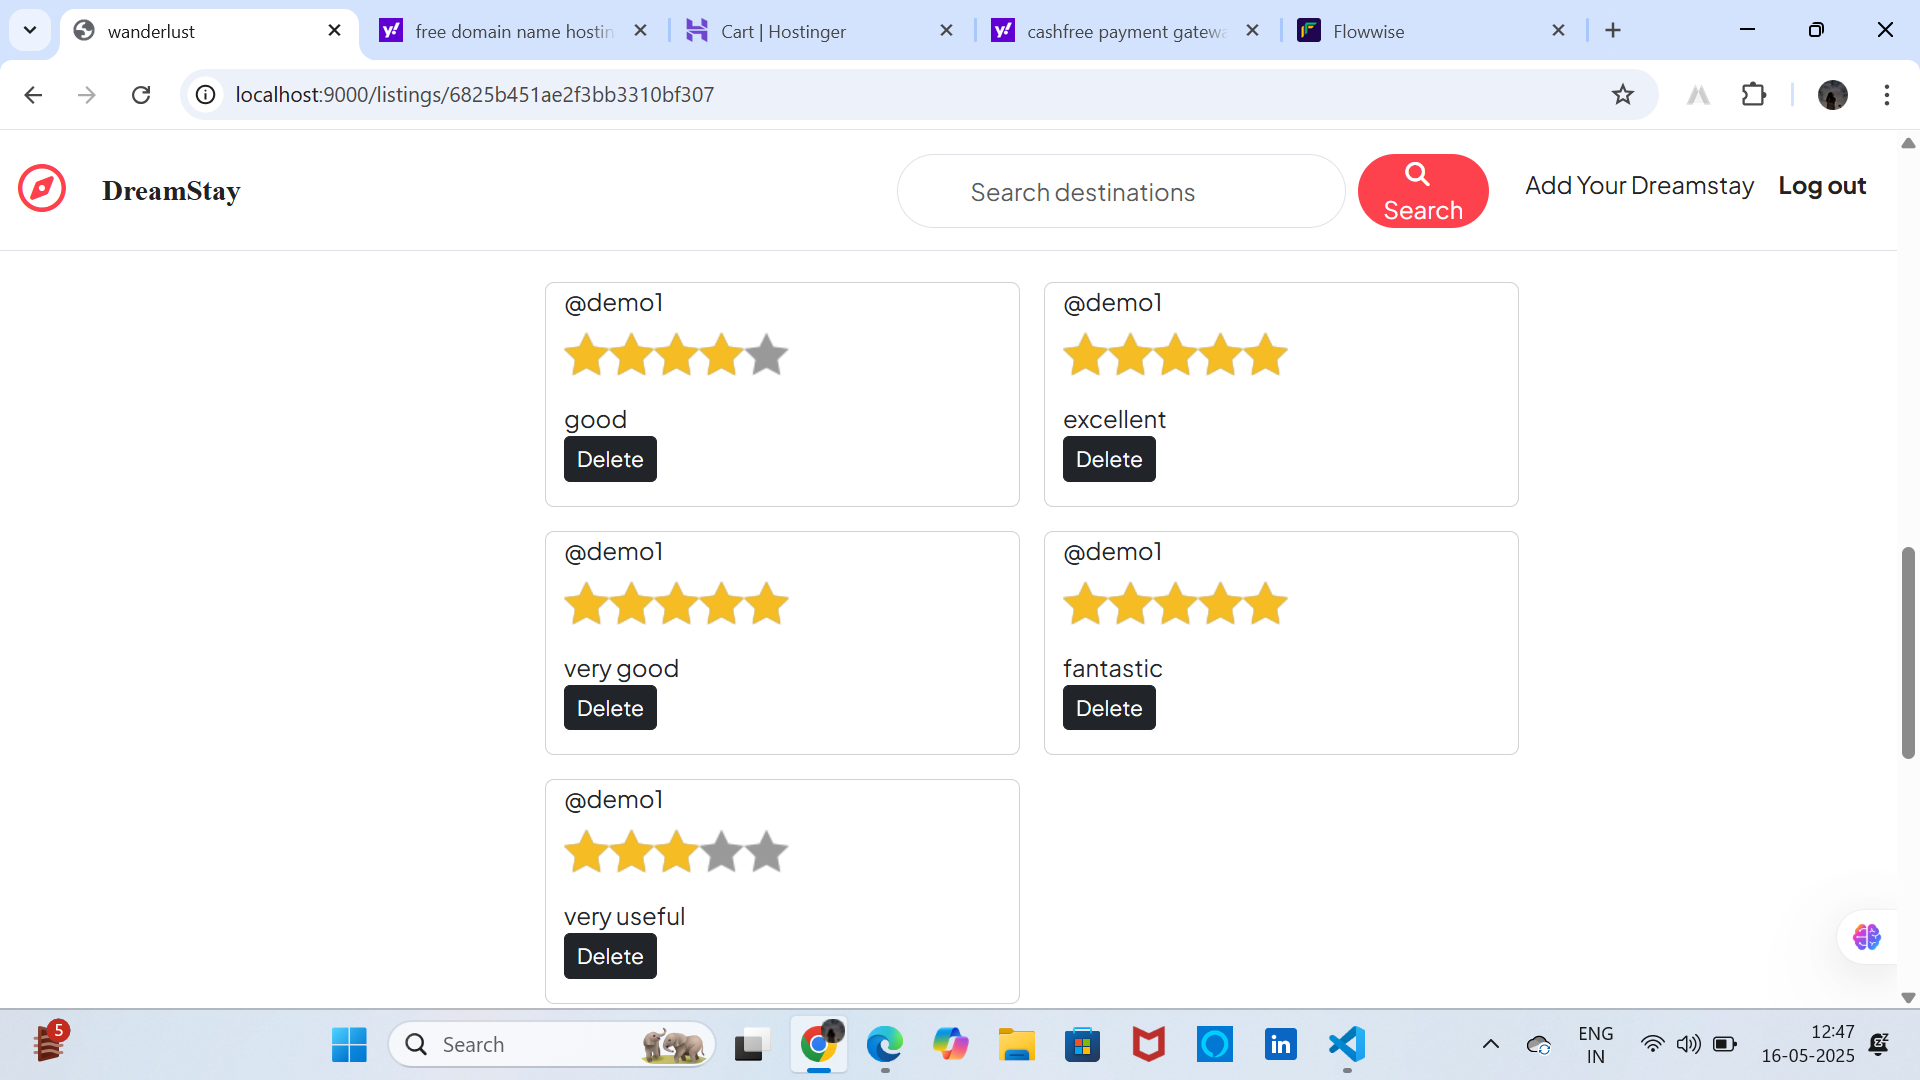 wanderlust
free domain name hostin
Cart | Hostinger
cashfree payment gatewa
Flowwise
localhost:9000/listings/6825b451ae2f3bb3310bf307
DreamStay
Search destinations
Search
Add Your Dreamstay
Log out
@demo1
good
Delete
@demo1
excellent
Delete
@demo1
very good
Delete
@demo1
fantastic
Delete
@demo1
very useful
Delete
5
Search
ENG
IN
12:47
16-05-2025